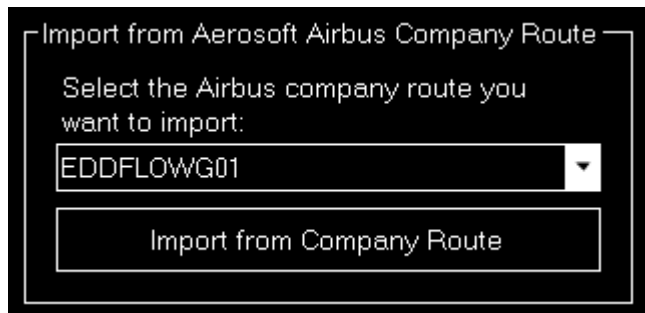 Import from Aerosoft Airbus Company Route
Select the Airbus company route you
want to import:
EDDFLOWG01
Import from Company Route